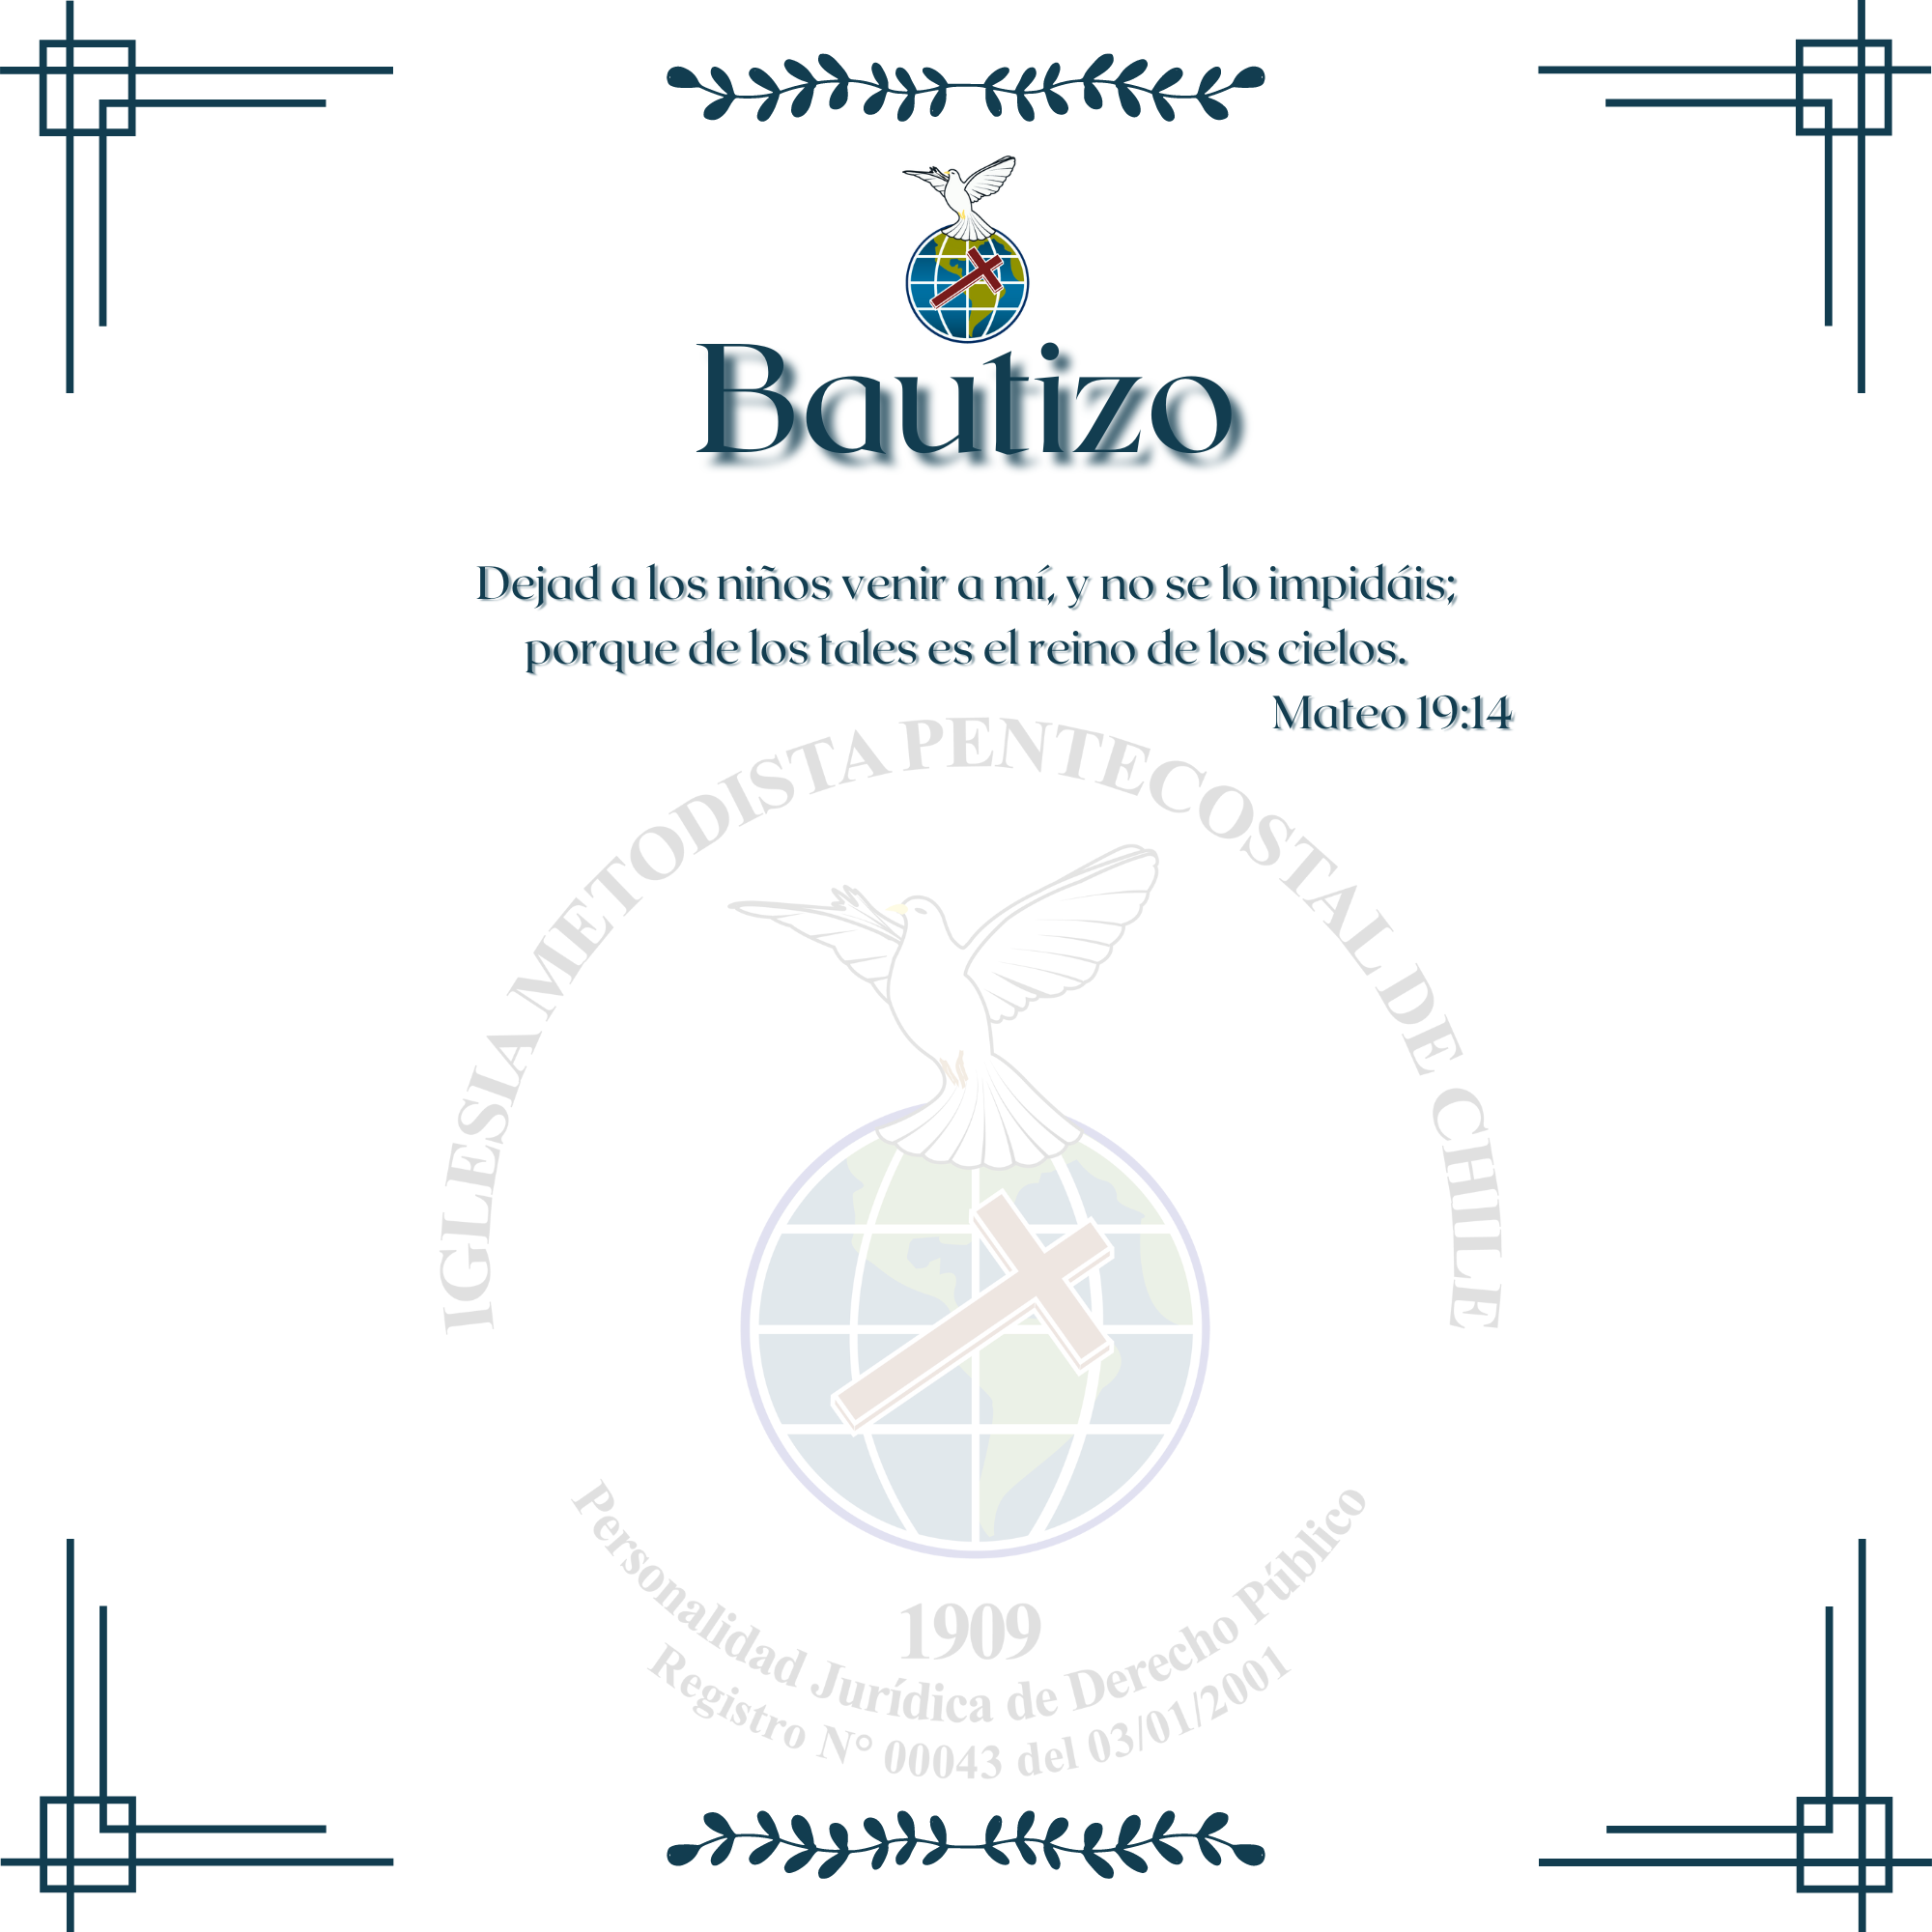 Bautizo
Dejad a los niños venir a mí, y no se lo impidáis;
porque de los tales es el reino de los cielos.
Mateo 19:14
IGLESIA METODISTA PENTECOSTAL DE CHILE
1909
Personalidad Jurídica de Derecho Público
Registro N° 00043 del 03/01/2001